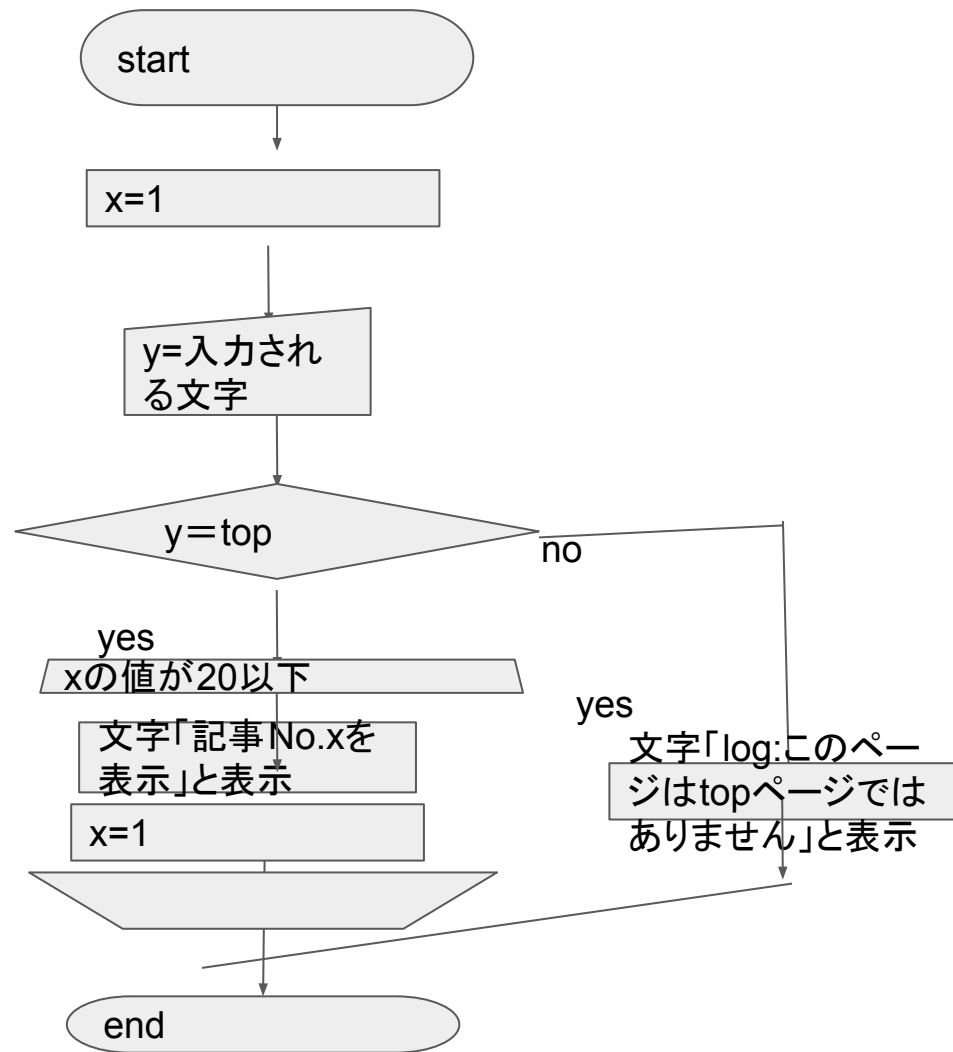 start
x=1
y=入力され
る文字
y＝top
no
yes
xの値が20以下
文字「記事No.xを
表示」と表示
x=1
yes
文字「log:このペー
ジはtopページでは
ありません」と表示
end